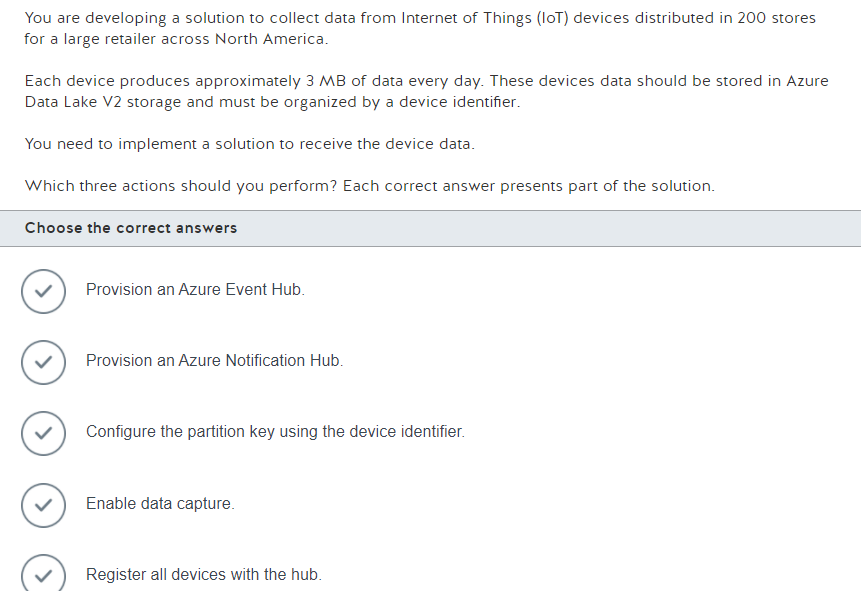 You are developing a solution to collect data from Internet of Things (IoT) devices distributed in 200 stores
for a large retailer across North America.
Each device produces approximately 3 MB of data every day. These devices data should be stored in Azure
Data Lake V2 storage and must be organized by a device identifier.
You need to implement a solution to receive the device data.
Which three actions should you perform? Each correct answer presents part of the solution.
Choose the correct answers
Provision an Azure Event Hub.
Provision an Azure Notification Hub.
Configure the partition key using the device identifier.
Enable data capture.
Register all devices with the hub.